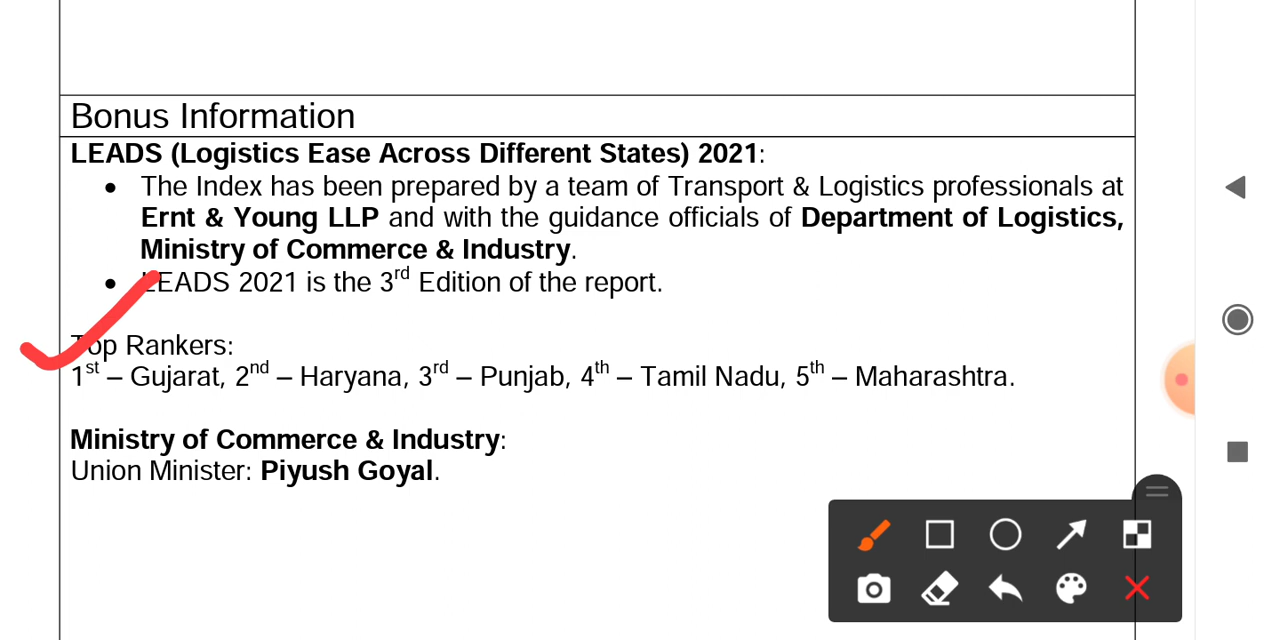 Bonus Information
LEADS (Logistics Ease Across Different States) 2021:
• The Index has been prepared by a team of Transport & Logistics professionals at
Ernt & Young LLP and with the guidance officials of Department of Logistics,
Ministry of Commerce & Industry.
• LEADS 2021 is the 3rd Edition of the report.
Top Rankers:
1st – Gujarat, 2nd – Haryana, 3rd – Punjab, 4th – Tamil Nadu, 5th – Maharashtra.
Ministry of Commerce & Industry:
Union Minister: Piyush Goyal.